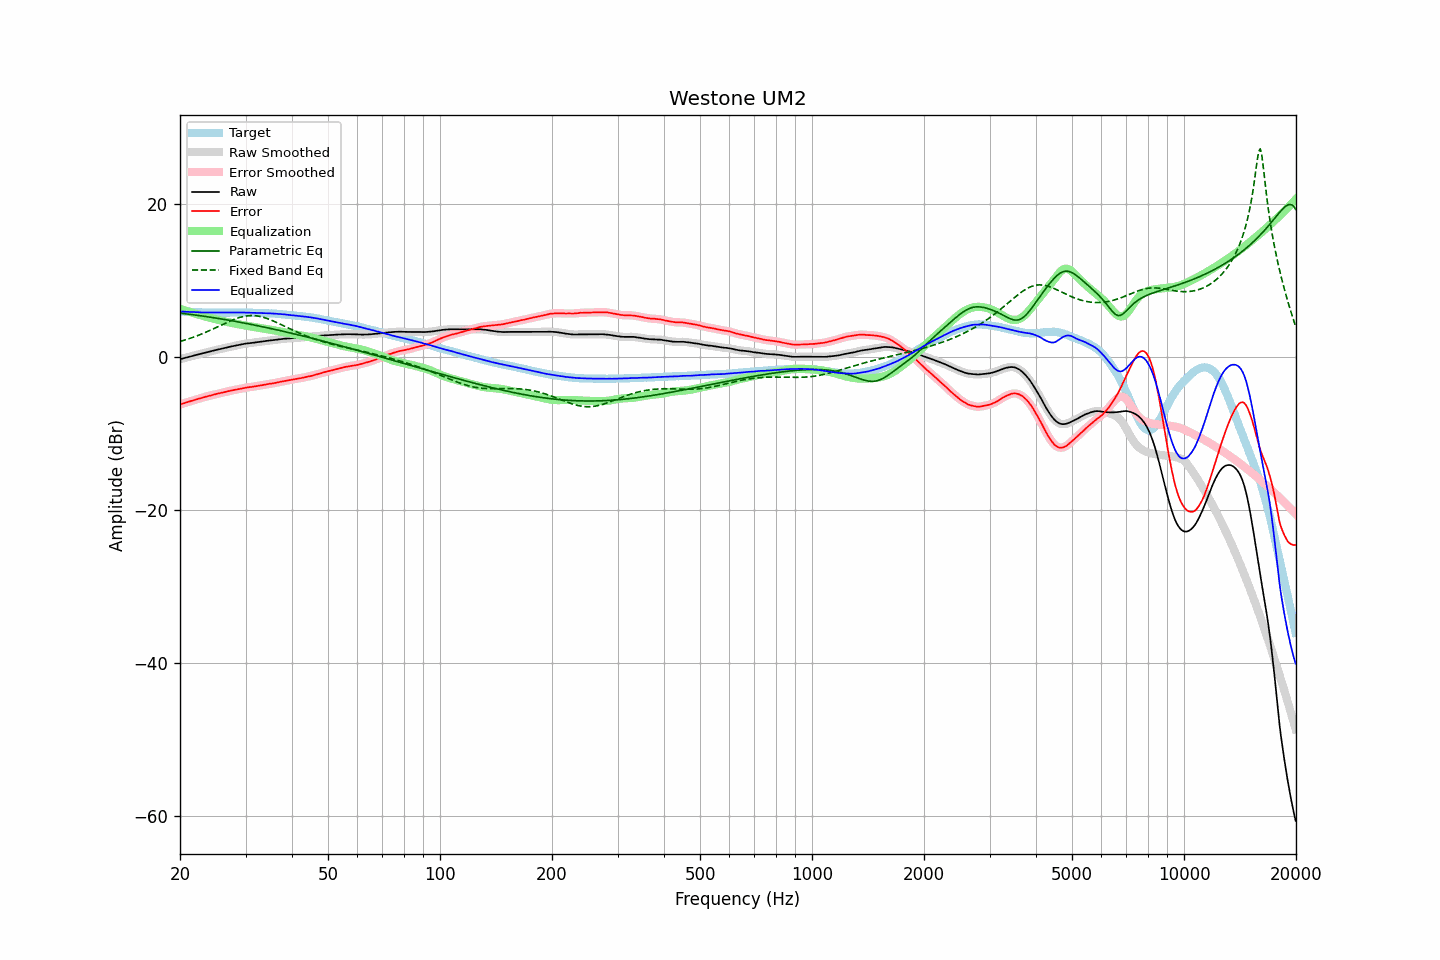 Westone UM2
Target
Raw Smoothed
Error Smoothed
Raw
Error
Equalization
Parametric Eq
Fixed Band Eq
Equalized
20
0
−20
−40
−60
Amplitude (dBr)
20 50 100 200 500 1000 2000 5000 10000 20000
Frequency (Hz)